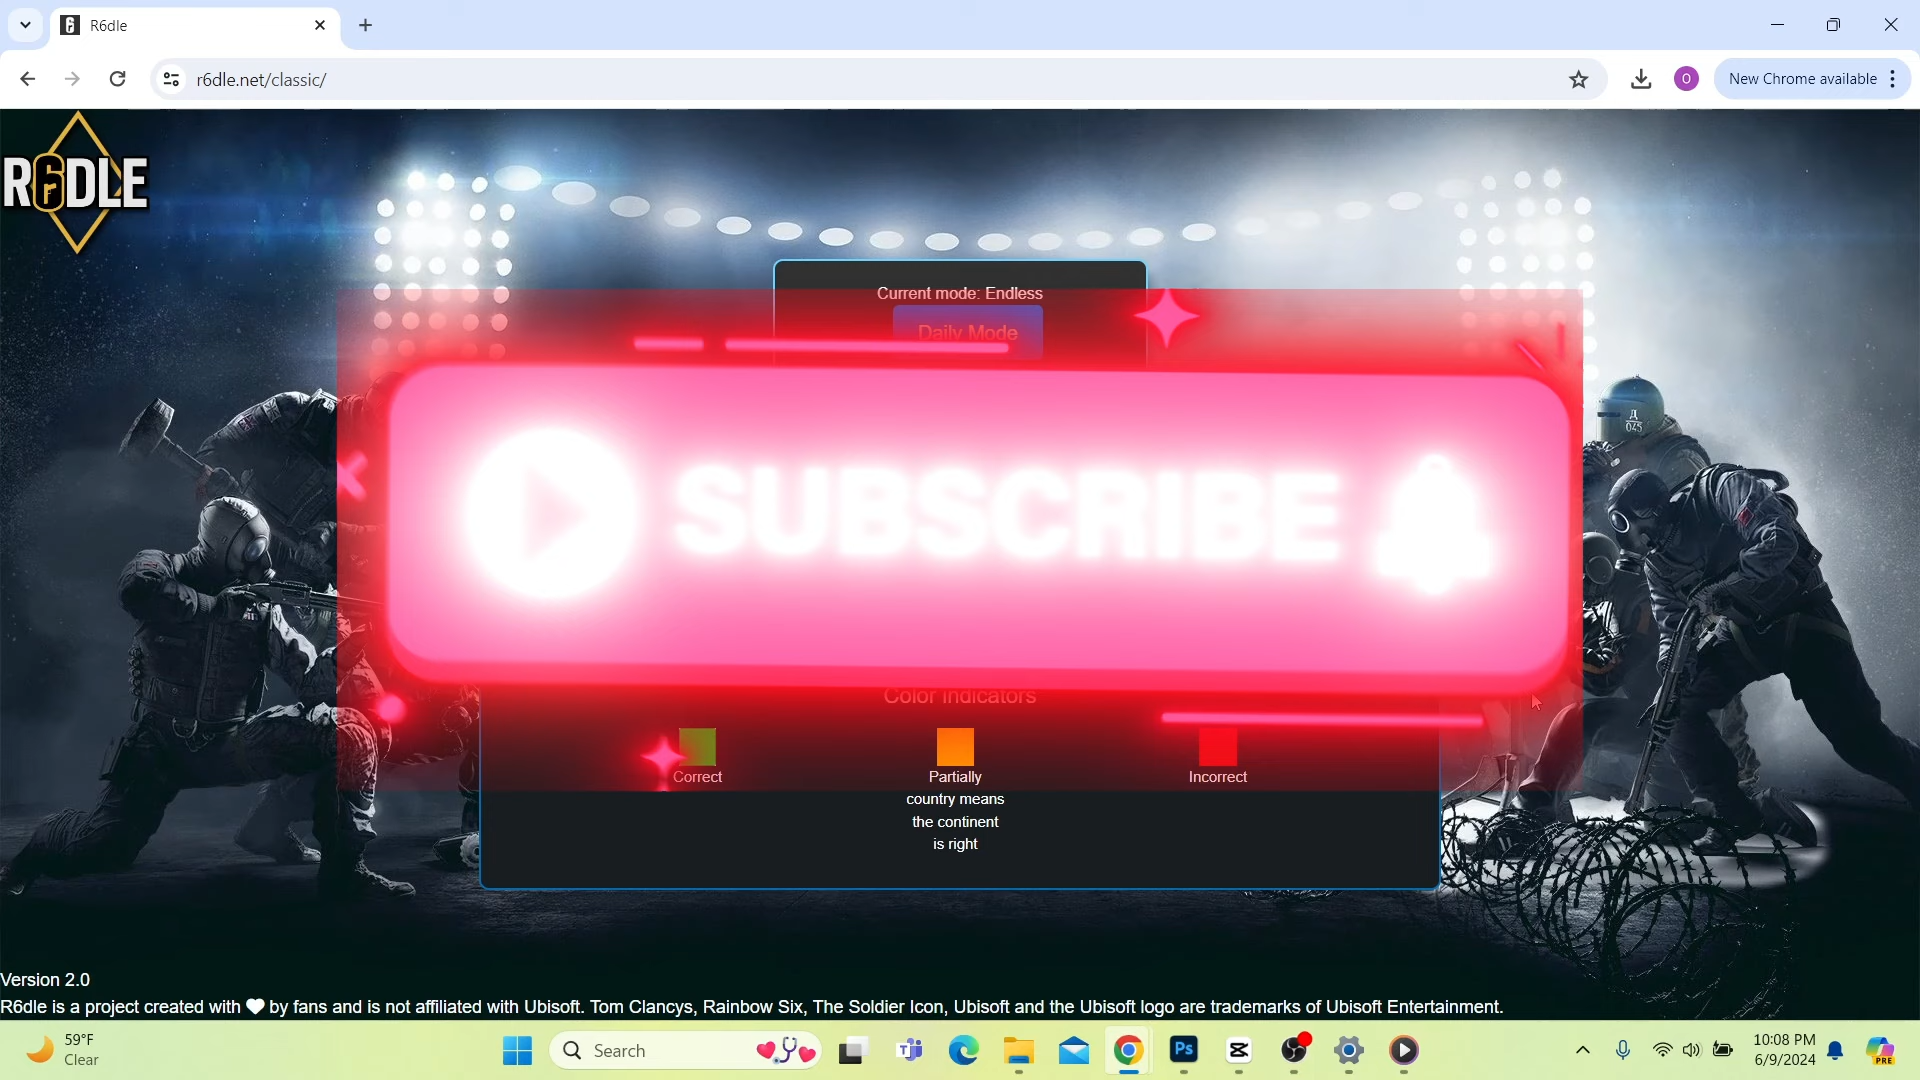 R6dle
r6dle.net/classic/
New Chrome available
O
R6DLE
Current mode: Endless
Daily Mode
SUBSCRIBE
Д
045
Color indicators
Correct
Partially
country means
the continent
is right
Incorrect
Version 2.0
R6dle is a project created with by fans and is not affiliated with Ubisoft. Tom Clancys, Rainbow Six, The Soldier Icon, Ubisoft and the Ubisoft logo are trademarks of Ubisoft Entertainment.
59°F
Clear
Search
Ps
PRE
10:08 PM
6/9/2024